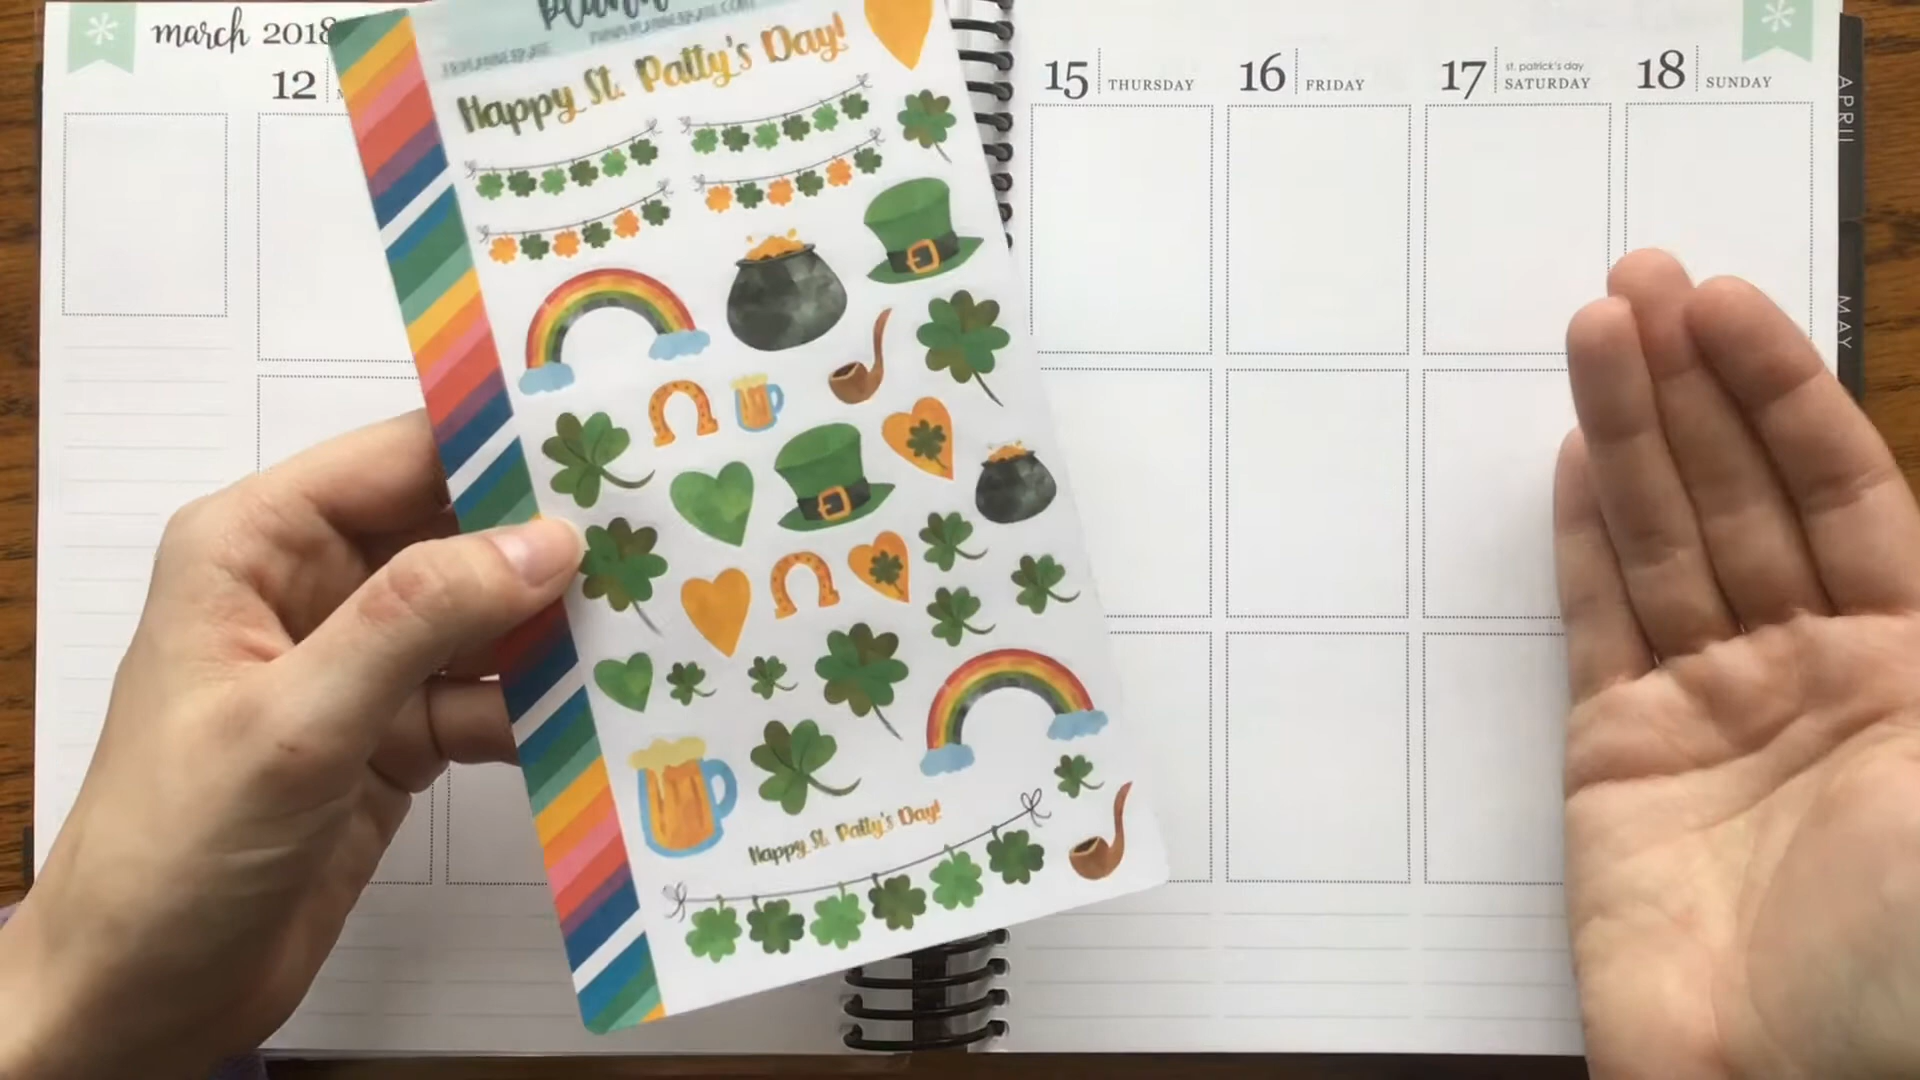 march 2018
12
Happy St. Patty's Day!
15 THURSDAY
16 FRIDAY
17 st. patrick's day SATURDAY
18 SUNDAY
APRIL
MAY
Happy St. Patty's Day!